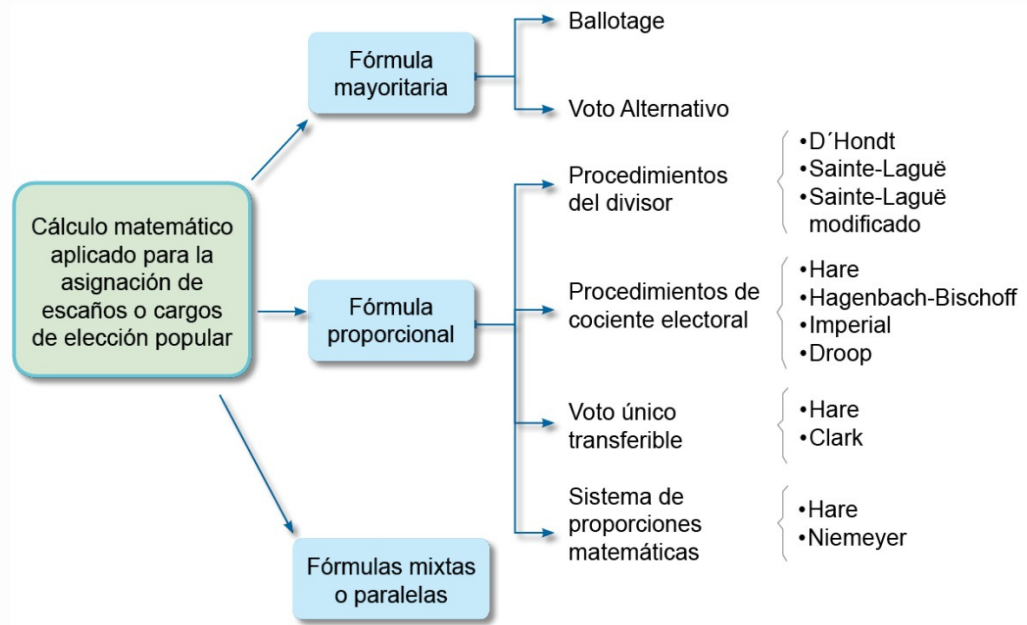 Cálculo matemático
aplicado para la
asignación de
escaños o cargos
de elección popular
Fórmula
mayoritaria
Ballotage
Voto Alternativo
Fórmula
proporcional
Procedimientos
del divisor
•D´Hondt
•Sainte-Laguë
•Sainte-Laguë
modificado
Procedimientos de
cociente electoral
•Hare
•Hagenbach-Bischoff
•Imperial
•Droop
Voto único
transferible
•Hare
•Clark
Sistema de
proporciones
matemáticas
•Hare
•Niemeyer
Fórmulas mixtas
o paralelas